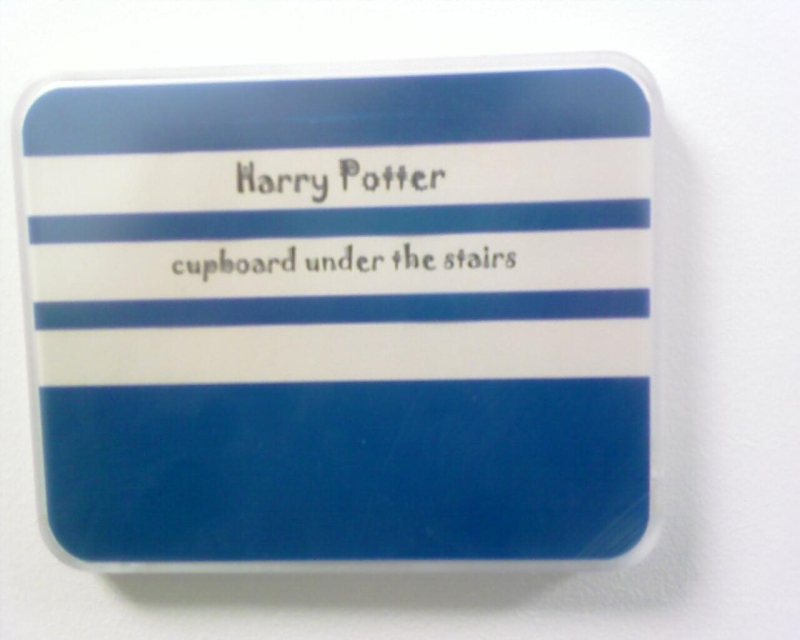 Harry Potter
cupboard under the stairs